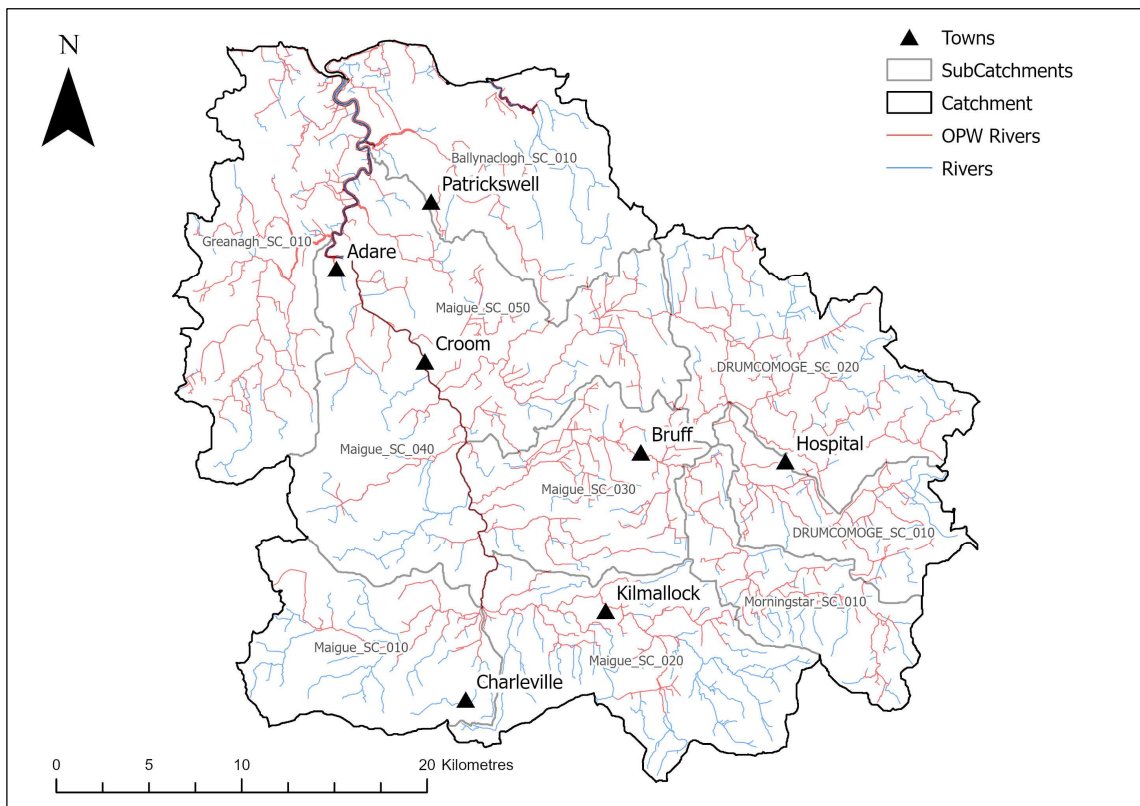 N
Towns
SubCatchments
Catchment
OPW Rivers
Rivers
Ballynaclogh_SC_010
Patrickswell
Greanagh_SC_010
Adare
Maigue_SC_050
Croom
DRUMCOMOGE_SC_020
Bruff
Hospital
Maigue_SC_040
Maigue_SC_030
DRUMCOMOGE_SC_010
Kilmallock
Morningstar_SC_010
Maigue_SC_010
Maigue_SC_020
Charleville
0 5 10 20 Kilometres